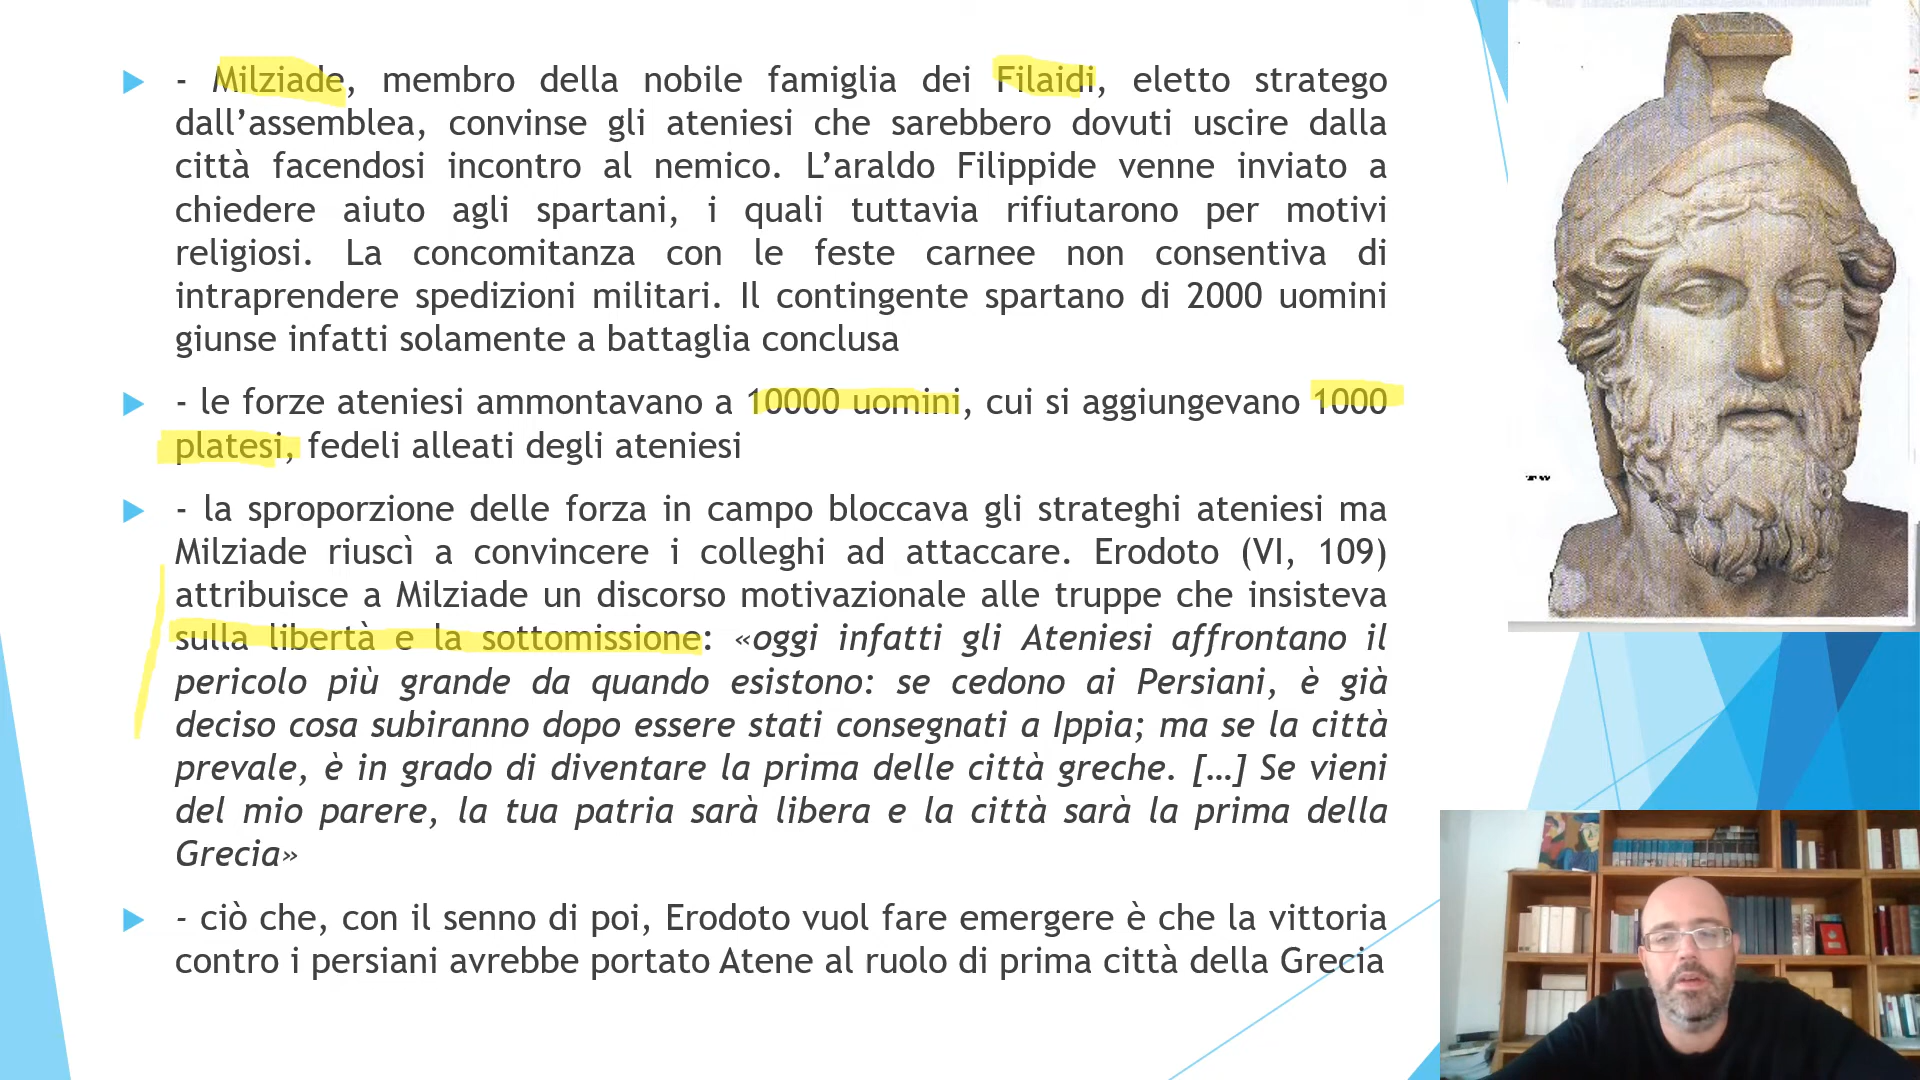 - Milziade, membro della nobile famiglia dei Filaidi, eletto stratego
dall’assemblea, convinse gli ateniesi che sarebbero dovuti uscire dalla
città facendosi incontro al nemico. L’araldo Filippide venne inviato a
chiedere aiuto agli spartani, i quali tuttavia rifiutarono per motivi
religiosi. La concomitanza con le feste carnee non consentiva di
intraprendere spedizioni militari. Il contingente spartano di 2000 uomini
giunse infatti solamente a battaglia conclusa
- le forze ateniesi ammontavano a 10000 uomini, cui si aggiungevano 1000
platesi, fedeli alleati degli ateniesi
- la sproporzione delle forza in campo bloccava gli strateghi ateniesi ma
Milziade riuscì a convincere i colleghi ad attaccare. Erodoto (VI, 109)
attribuisce a Milziade un discorso motivazionale alle truppe che insisteva
sulla libertà e la sottomissione: «oggi infatti gli Ateniesi affrontano il
pericolo più grande da quando esistono: se cedono ai Persiani, è già
deciso cosa subiranno dopo essere stati consegnati a Ippia; ma se la città
prevale, è in grado di diventare la prima delle città greche. […] Se vieni
del mio parere, la tua patria sarà libera e la città sarà la prima della
Grecia»
- ciò che, con il senno di poi, Erodoto vuol fare emergere è che la vittoria
contro i persiani avrebbe portato Atene al ruolo di prima città della Grecia